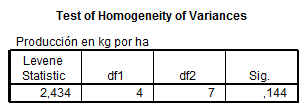 Test of Homogeneity of Variances
Producción en kg por ha
Levene
Statistic df1 df2 Sig.
2,434 4 7 ,144